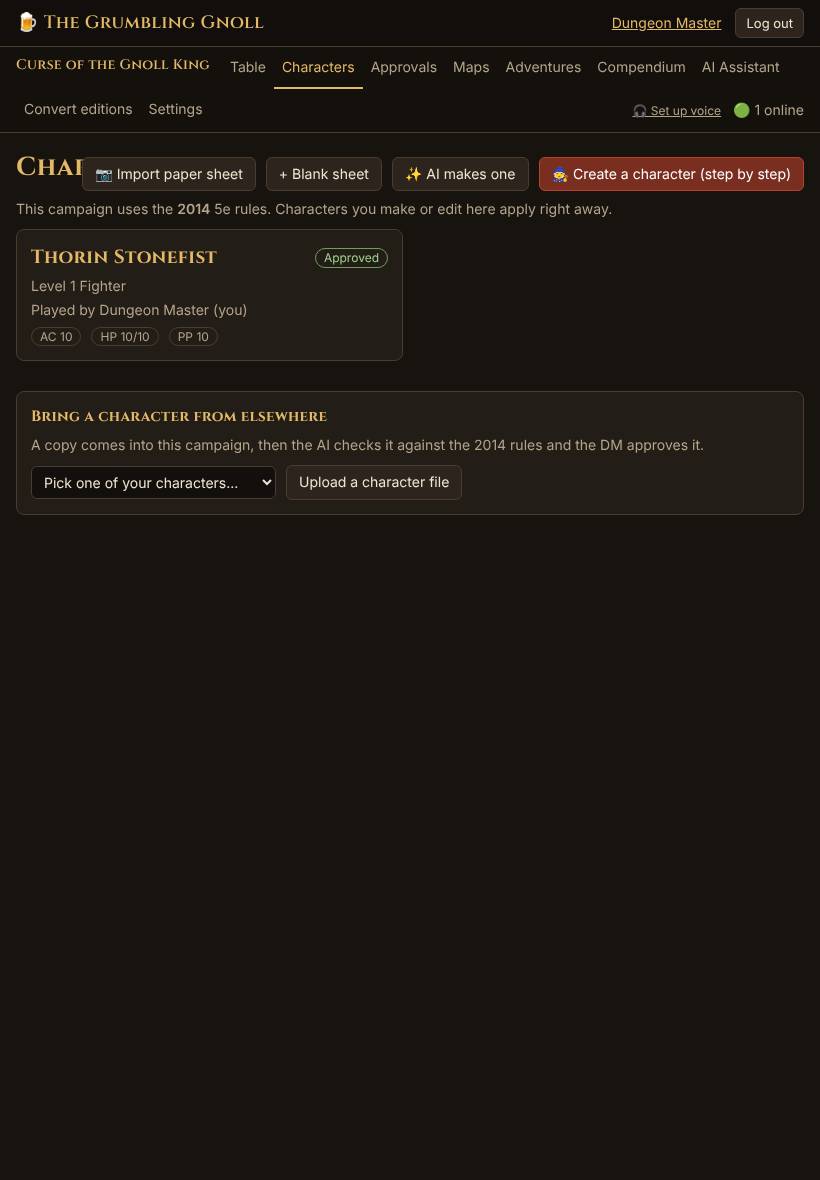 The Grumbling Gnoll
Dungeon Master
Log out
Curse of the Gnoll King
Table
Characters
Approvals
Maps
Adventures
Compendium
AI Assistant
Convert editions
Settings
Set up voice
1 online
Import paper sheet
+ Blank sheet
AI makes one
Create a character (step by step)
This campaign uses the 2014 5e rules. Characters you make or edit here apply right away.
Thorin Stonefist
Approved
Level 1 Fighter
Played by Dungeon Master (you)
AC 10
HP 10/10
PP 10
Bring a character from elsewhere
A copy comes into this campaign, then the AI checks it against the 2014 rules and the DM approves it.
Pick one of your characters...
Upload a character file